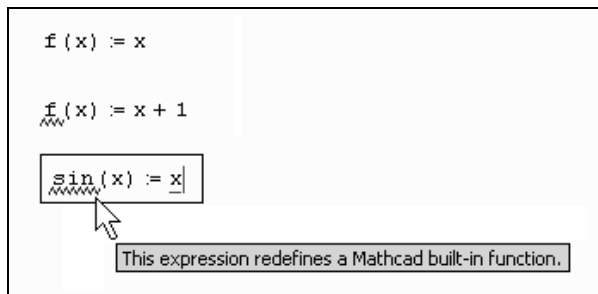 f(x) := x
f(x) := x + 1
sin(x) := x
This expression redefines a Mathcad built-in function.